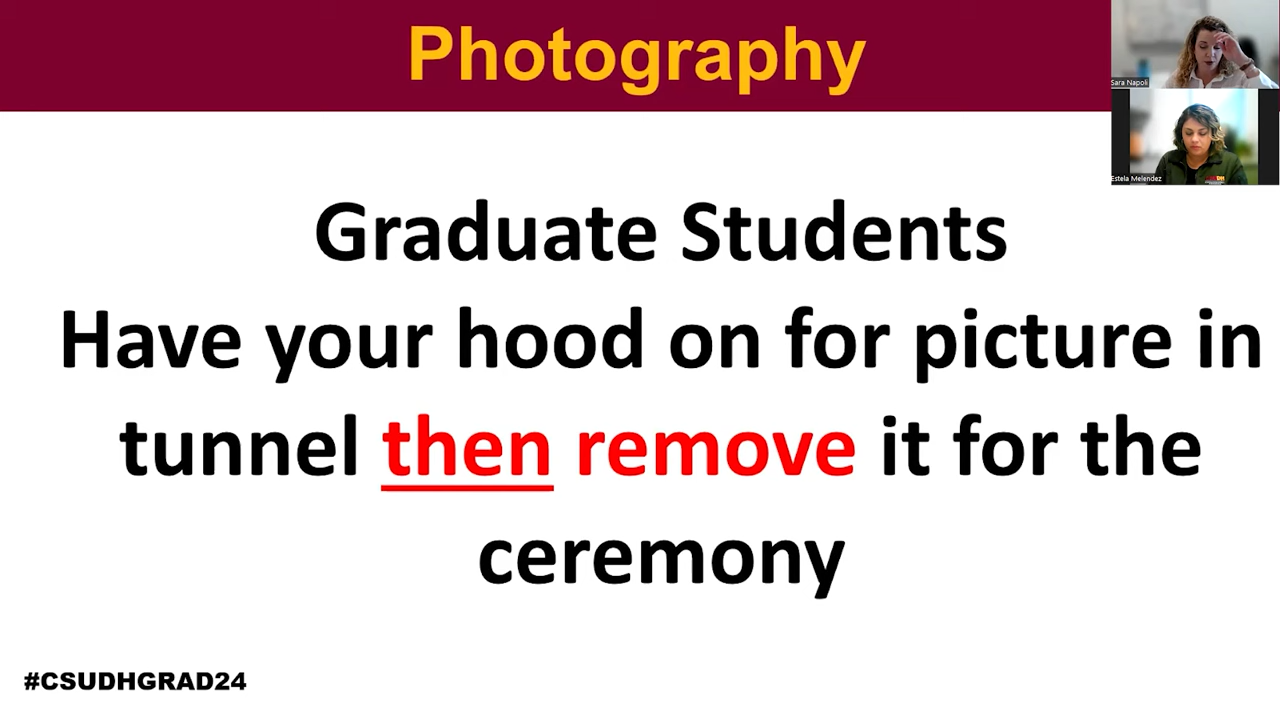 Photography
Sara Napoli
Estela Melendez
Graduate Students
Have your hood on for picture in
tunnel then remove it for the
ceremony
#CSUDHGRAD24